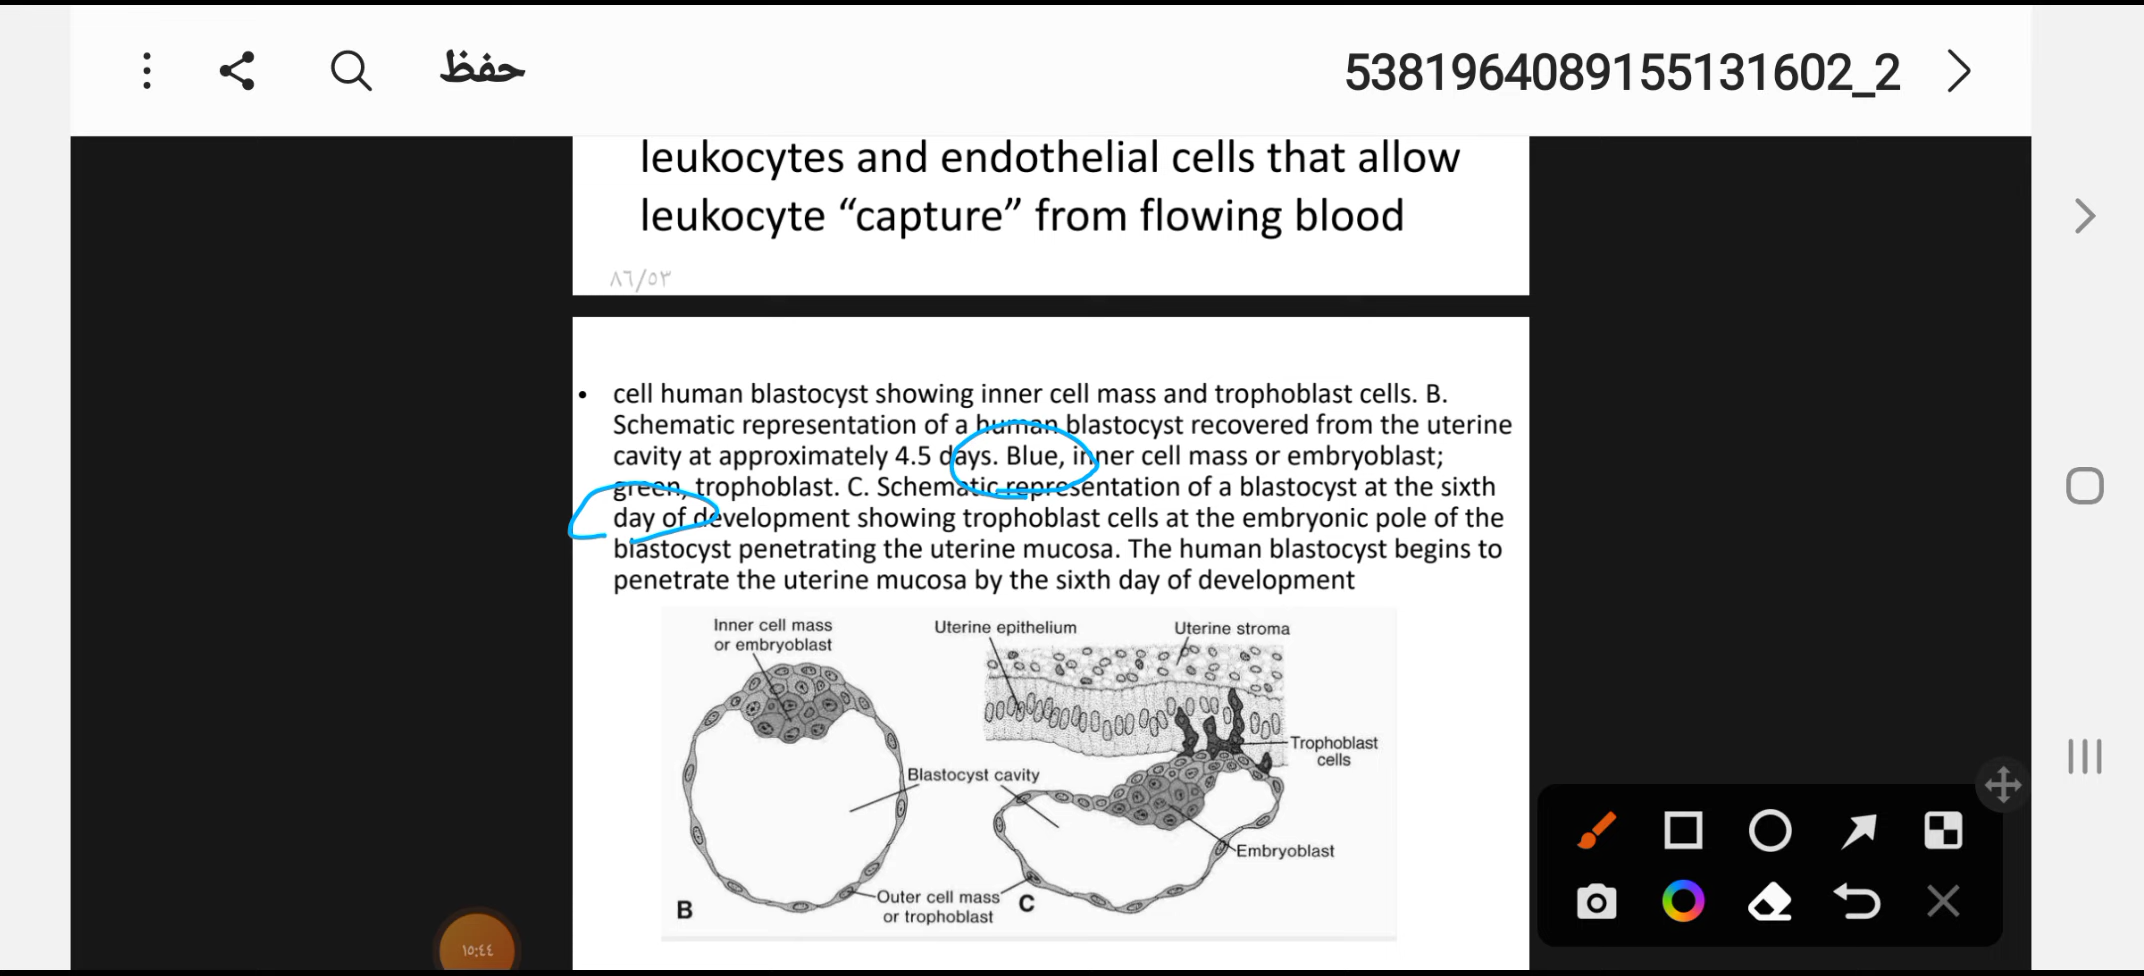 حفظ
5381964089155131602_2
leukocytes and endothelial cells that allow
leukocyte “capture” from flowing blood
٨٦/٥٣
• cell human blastocyst showing inner cell mass and trophoblast cells. B.
Schematic representation of a human blastocyst recovered from the uterine
cavity at approximately 4.5 days. Blue, inner cell mass or embryoblast;
green, trophoblast. C. Schematic representation of a blastocyst at the sixth
day of development showing trophoblast cells at the embryonic pole of the
blastocyst penetrating the uterine mucosa. The human blastocyst begins to
penetrate the uterine mucosa by the sixth day of development
Inner cell mass
or embryoblast
Uterine epithelium
Uterine stroma
Trophoblast
cells
Blastocyst cavity
Embryoblast
Outer cell mass
or trophoblast
B
C
١٥:٤٤